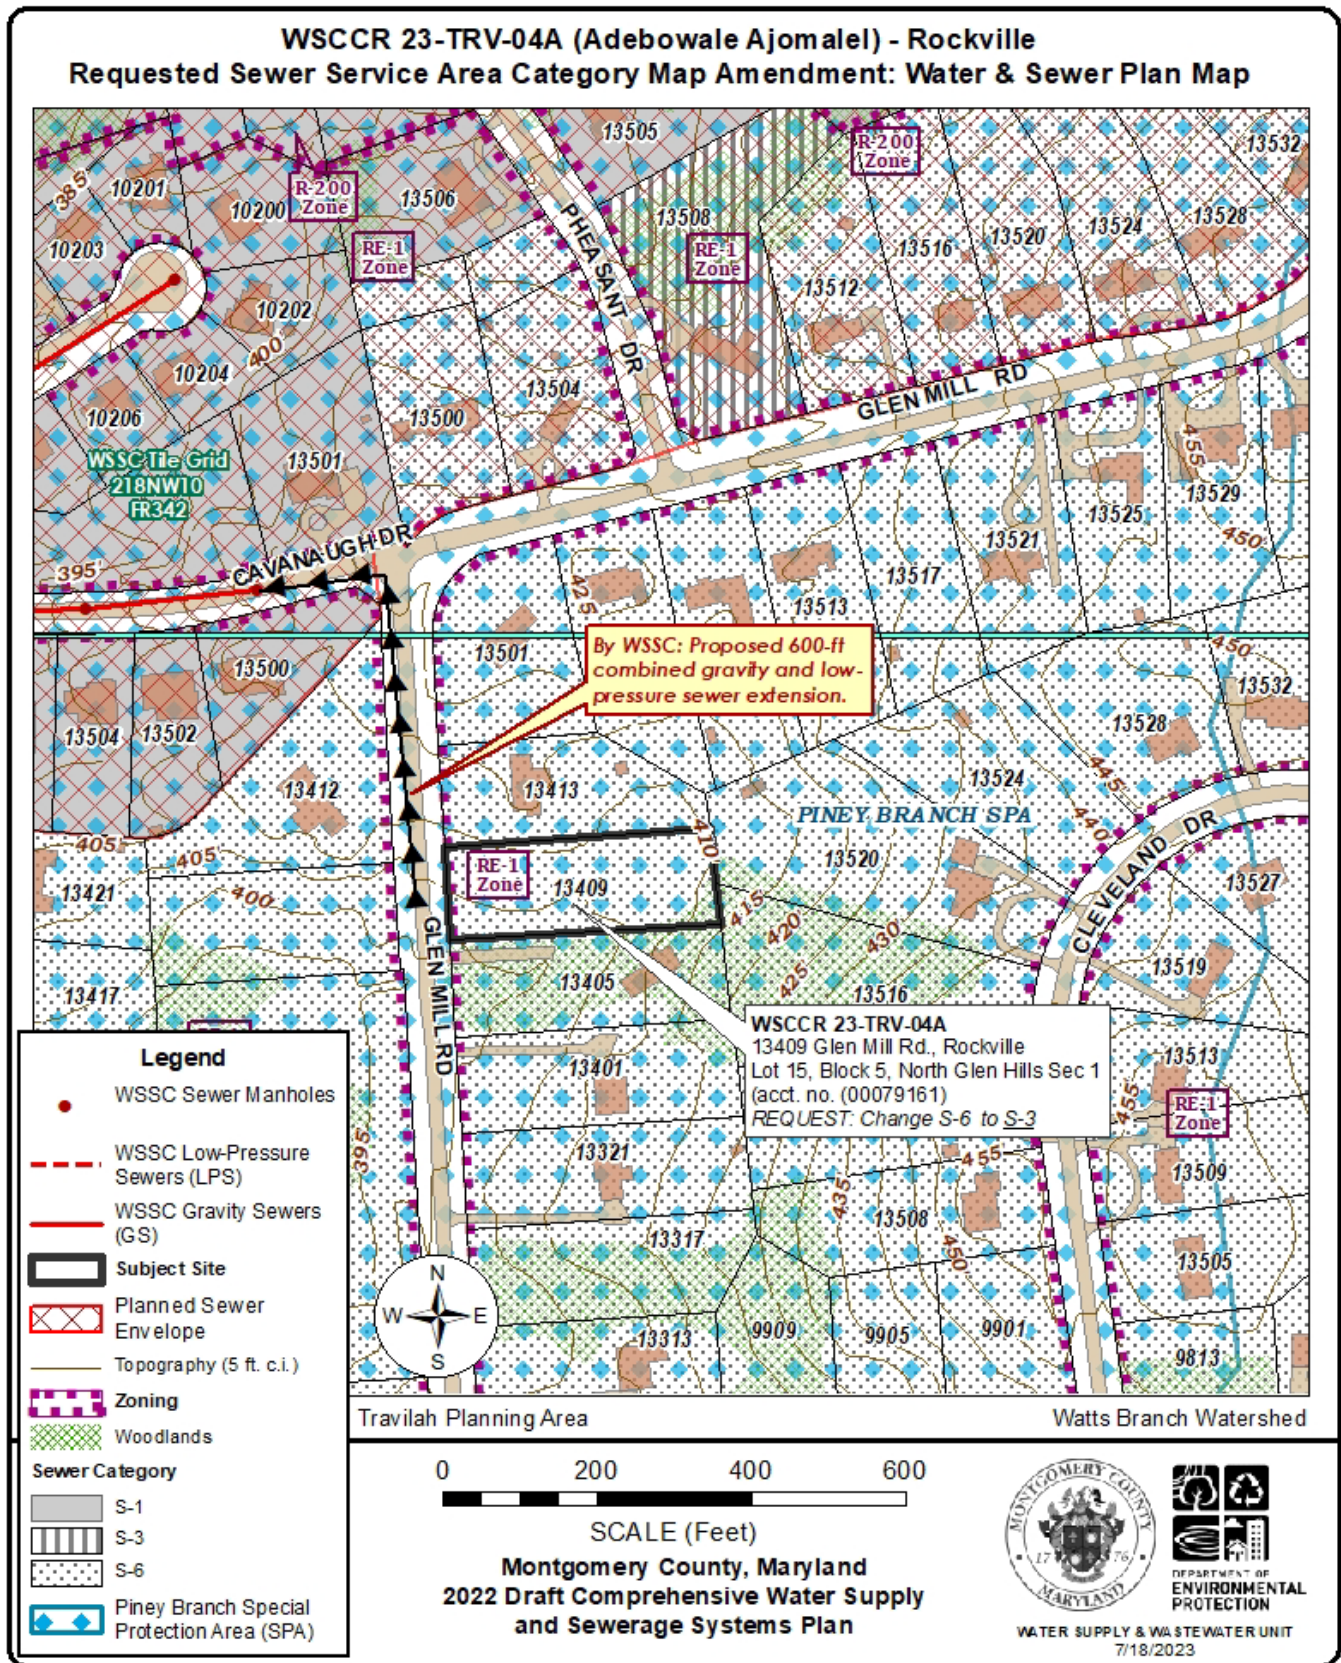 WSCCR 23-TRV-04A (Adebowale Ajomalel) - Rockville
Requested Sewer Service Area Category Map Amendment: Water & Sewer Plan Map
13505
R-200
Zone
13532
385
10201
10200
R-200
Zone
13506
PHEASANT DR
13508
13528
13524
13520
13516
10203
RE-1
Zone
RE-1
Zone
13512
10202
400
10204
13504
13500
GLEN MILL RD
10206
WSSC Tile Grid
218NW10
FR342
13501
455
13529
13525
450
CAVANAUGH DR
395'
13521
13517
425
13513
13501
By WSSC: Proposed 600-ft
combined gravity and low-
pressure sewer extension.
450
13500
13532
13504
13502
13528
13412
13413
13524
445
PINEY BRANCH SPA
440
410
405'
405'
13520
CLEVELAND DR
RE-1
Zone
13409
13421
400
13527
415
420
430
GLEN MILL RD
13519
13405
425
13417
13516
WSCCR 23-TRV-04A
13409 Glen Mill Rd., Rockville
Lot 15, Block 5, North Glen Hills Sec 1
(acct. no. (00079161)
REQUEST: Change S-6 to S-3
13401
13513
455
RE-1
Zone
395
13321
455
13509
435
13508
13317
450
13505
N
W
E
S
13313
9909
9905
9901
9813
Legend
WSSC Sewer Manholes
WSSC Low-Pressure
Sewers (LPS)
WSSC Gravity Sewers
(GS)
Subject Site
Planned Sewer
Envelope
Topography (5 ft. c.i.)
Zoning
Woodlands
Sewer Category
S-1
S-3
S-6
Piney Branch Special
Protection Area (SPA)
Travilah Planning Area
Watts Branch Watershed
0 200 400 600
SCALE (Feet)
Montgomery County, Maryland
2022 Draft Comprehensive Water Supply
and Sewerage Systems Plan
MONTGOMERY COUNTY
17 76
MARYLAND
DEPARTMENT OF
ENVIRONMENTAL
PROTECTION
WATER SUPPLY & WASTEWATER UNIT
7/18/2023